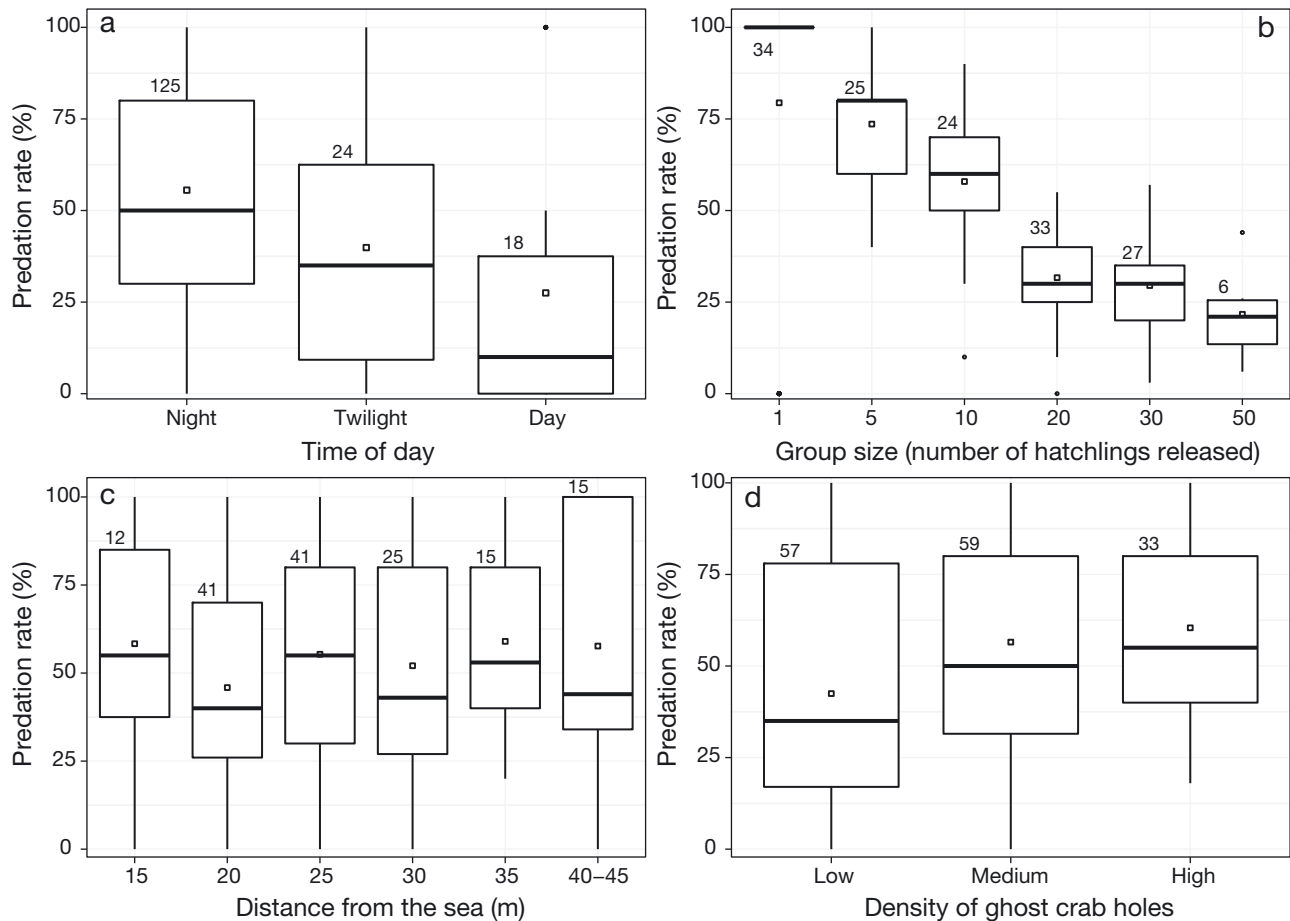 a
Predation rate (%)
100
75
50
25
0
125
24
18
Night Twilight Day
Time of day
b
Predation rate (%)
100
75
50
25
0
34
25
24
33
27
6
1 5 10 20 30 50
Group size (number of hatchlings released)
c
Predation rate (%)
100
75
50
25
0
12
41
41
25
15
15
15 20 25 30 35 40–45
Distance from the sea (m)
d
Predation rate (%)
100
75
50
25
0
57
59
33
Low Medium High
Density of ghost crab holes